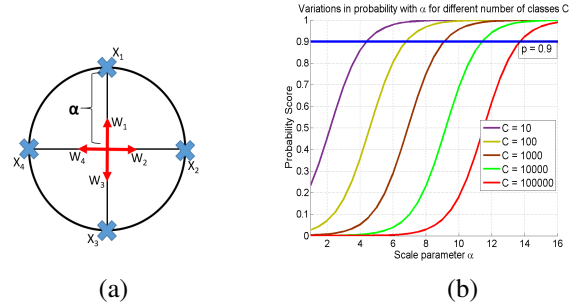 X1
α
W1
W4
W2
X4
X2
W3
X3
(a)
Variations in probability with α for different number of classes C
1
0.9
0.8
0.7
0.6
0.5
0.4
0.3
0.2
0.1
0
Probability Score
p = 0.9
C = 10
C = 100
C = 1000
C = 10000
C = 100000
2 4 6 8 10 12 14 16
Scale parameter α
(b)